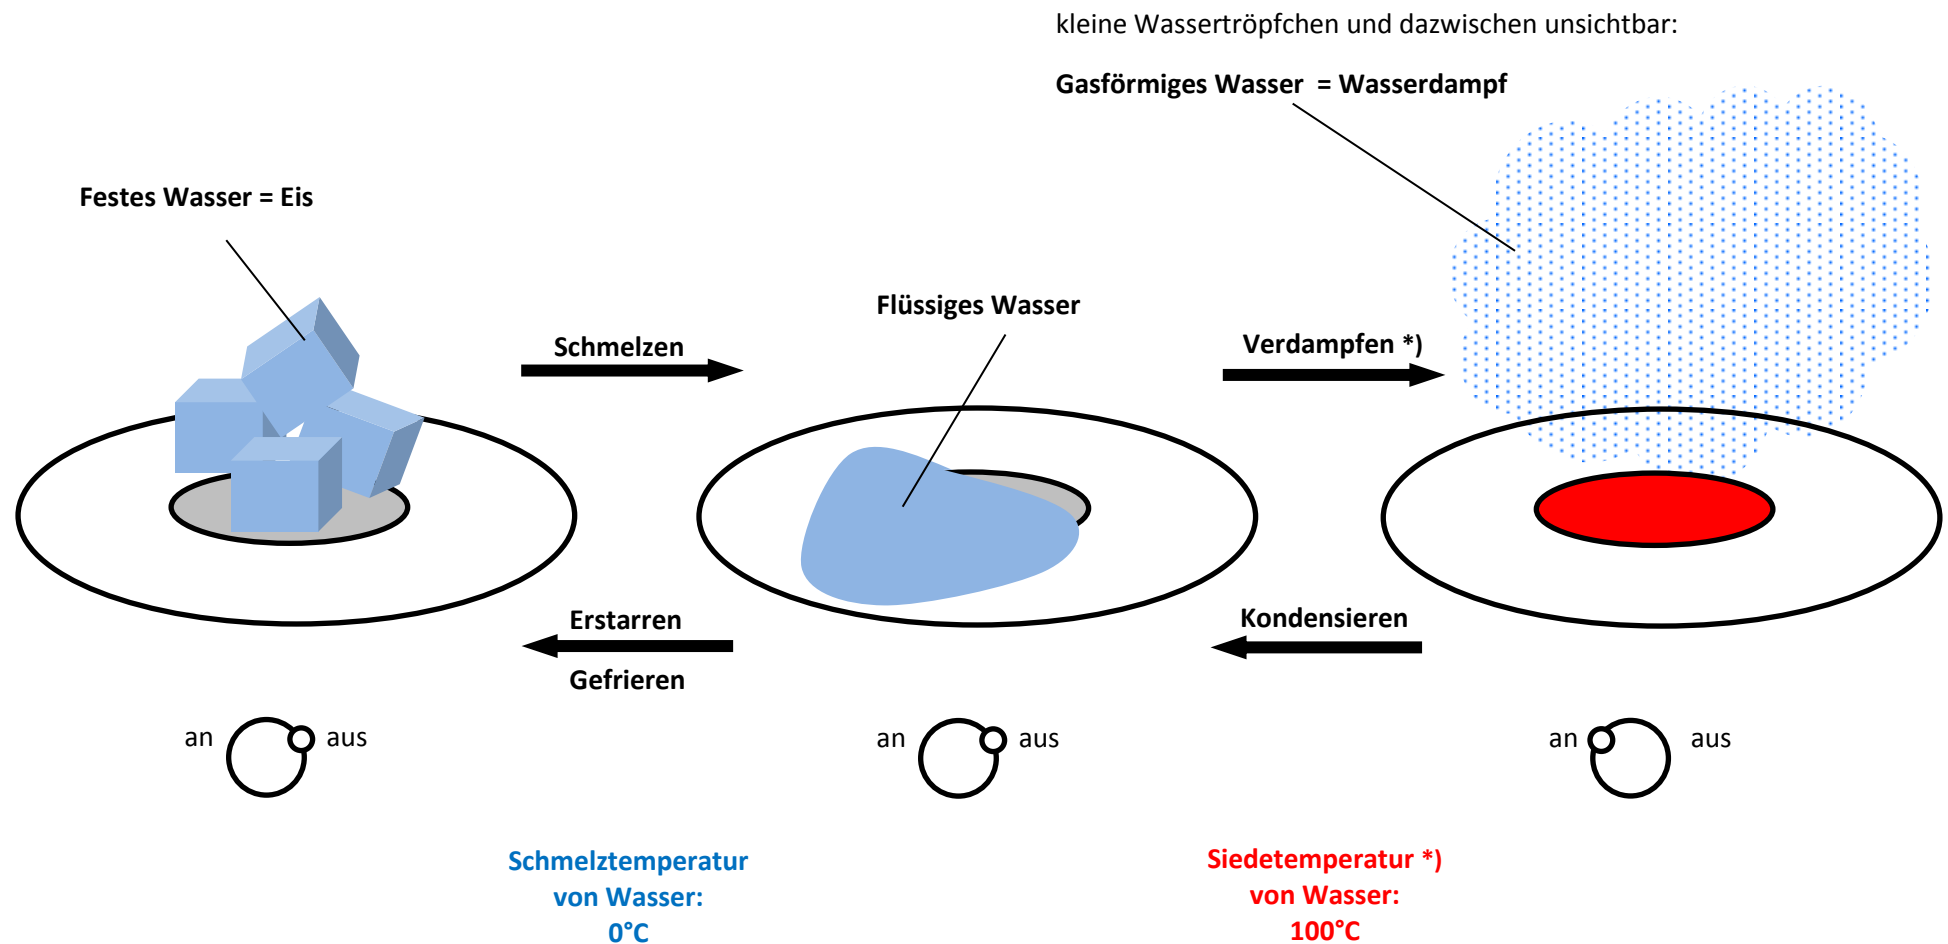 kleine Wassertröpfchen und dazwischen unsichtbar:
Gasförmiges Wasser = Wasserdampf
Festes Wasser = Eis
Flüssiges Wasser
Schmelzen
Verdampfen *)
Erstarren
Gefrieren
Kondensieren
an aus
an aus
an aus
Schmelztemperatur
von Wasser:
0°C
Siedetemperatur *)
von Wasser:
100°C